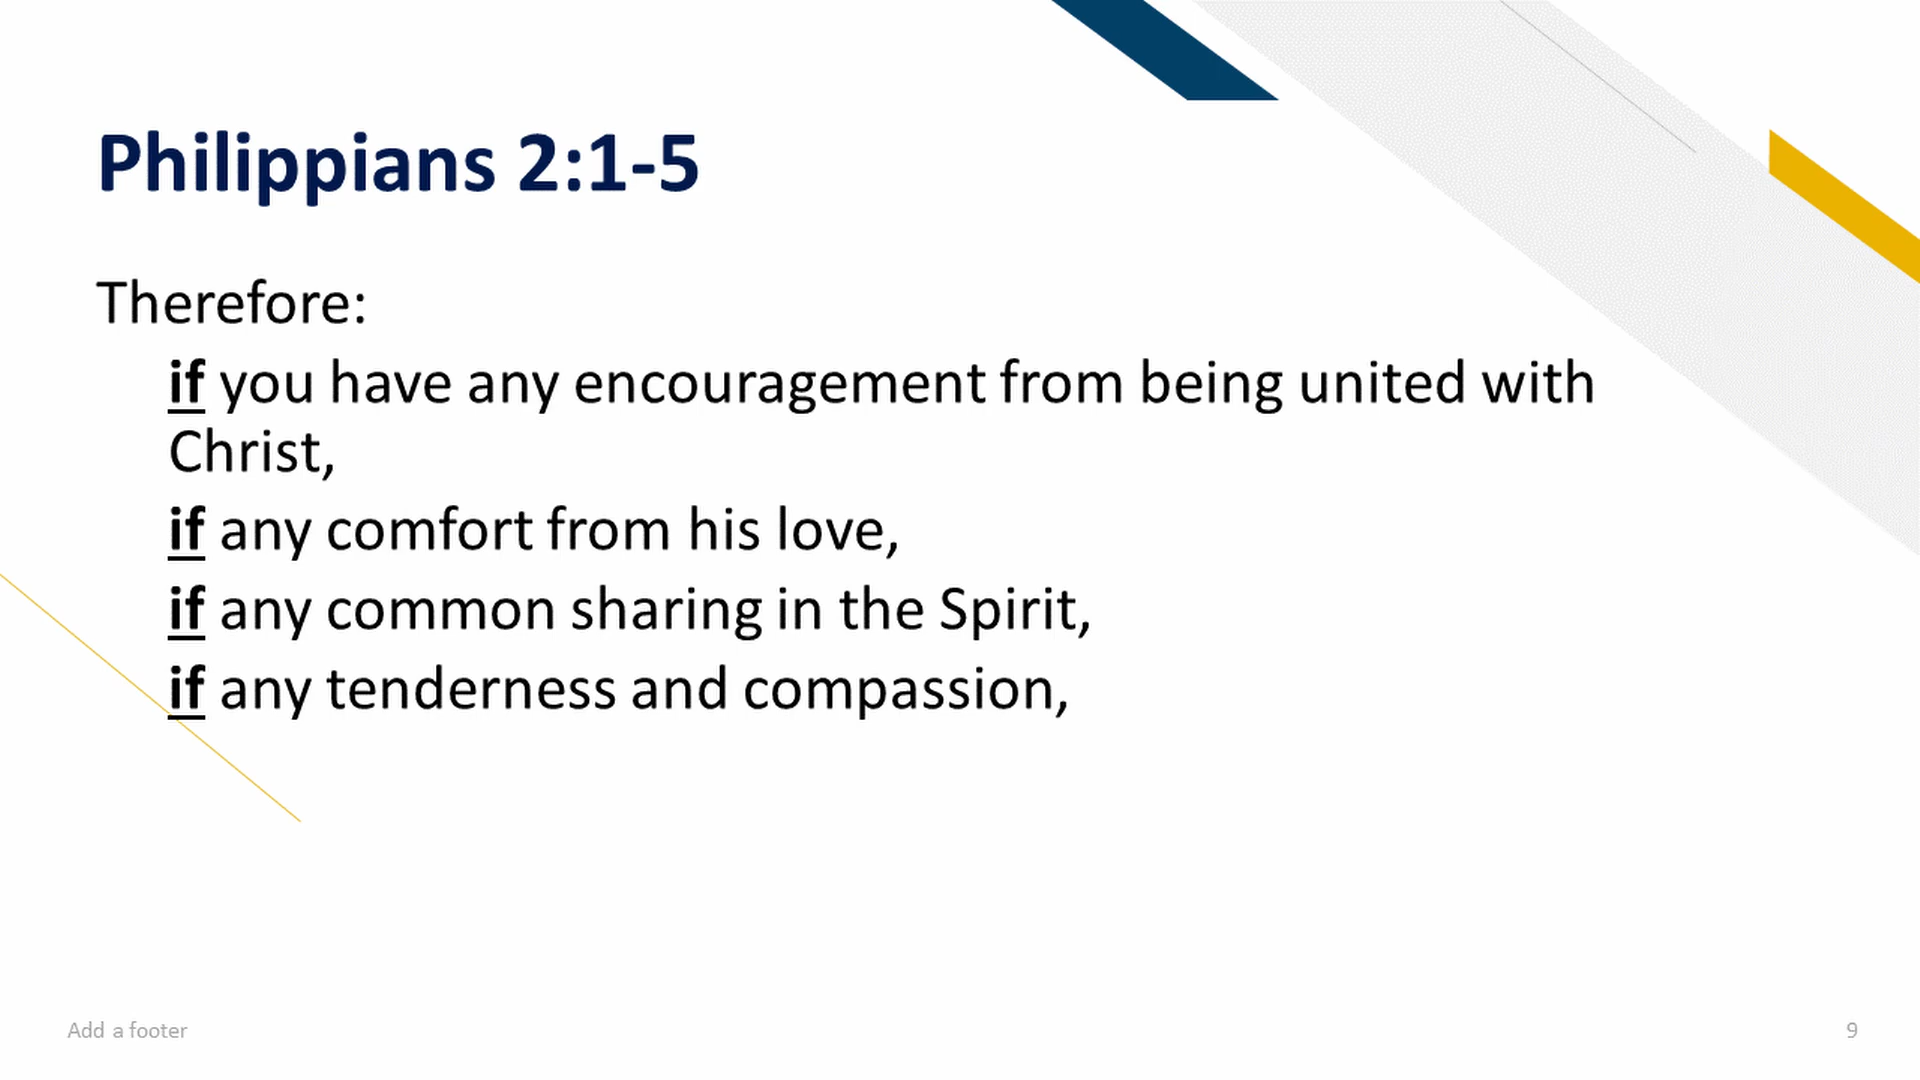 Philippians 2:1-5
Therefore:
if you have any encouragement from being united with
Christ,
if any comfort from his love,
if any common sharing in the Spirit,
if any tenderness and compassion,
Add a footer
9